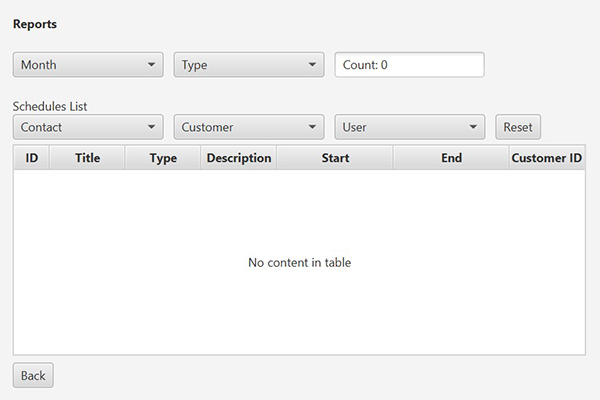 Reports
Month Type Count: 0
Schedules List
Contact Customer User Reset
ID Title Type Description Start End Customer ID
No content in table
Back